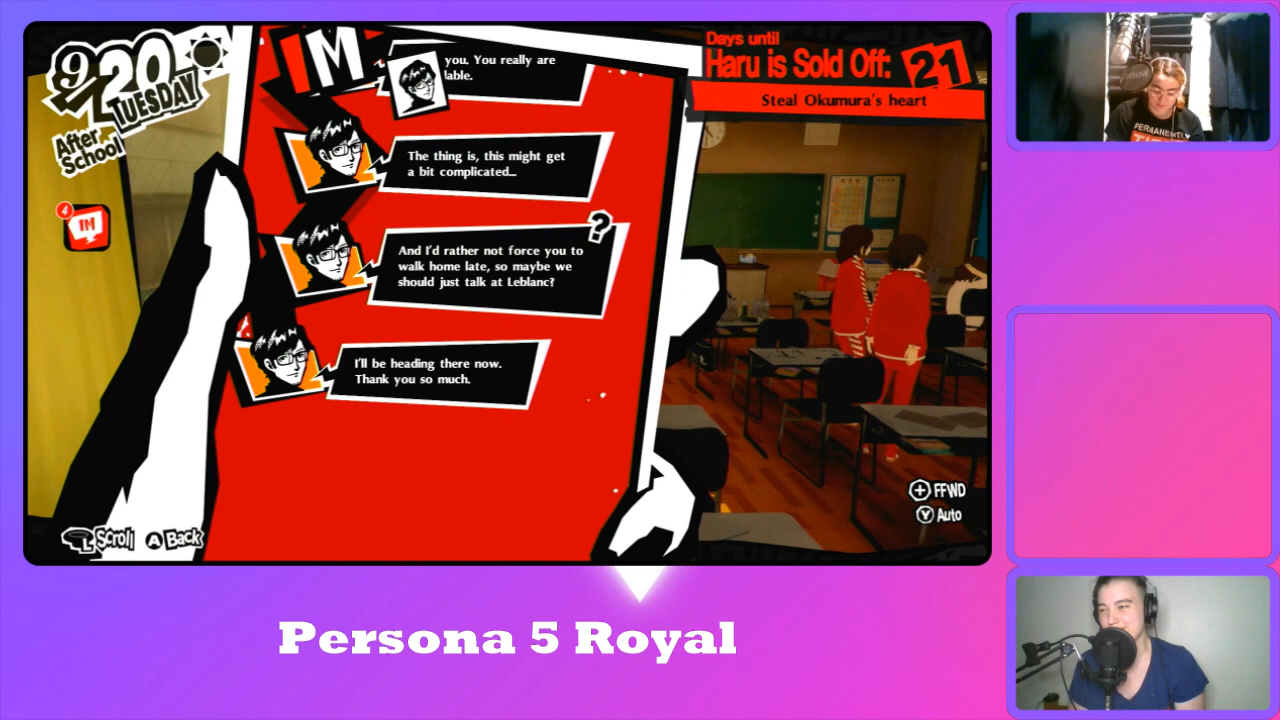 9/20
TUESDAY
After
School
4
IM
IM
you. You really are
lable.
The thing is, this might get
a bit complicated...
?
And I'd rather not force you to
walk home late, so maybe we
should just talk at Leblanc?
I'll be heading there now.
Thank you so much.
Days until
Haru is Sold Off: 21
Steal Okumura's heart
+ FFWD
Y Auto
L Scroll A Back
Persona 5 Royal
PERMANENTLY